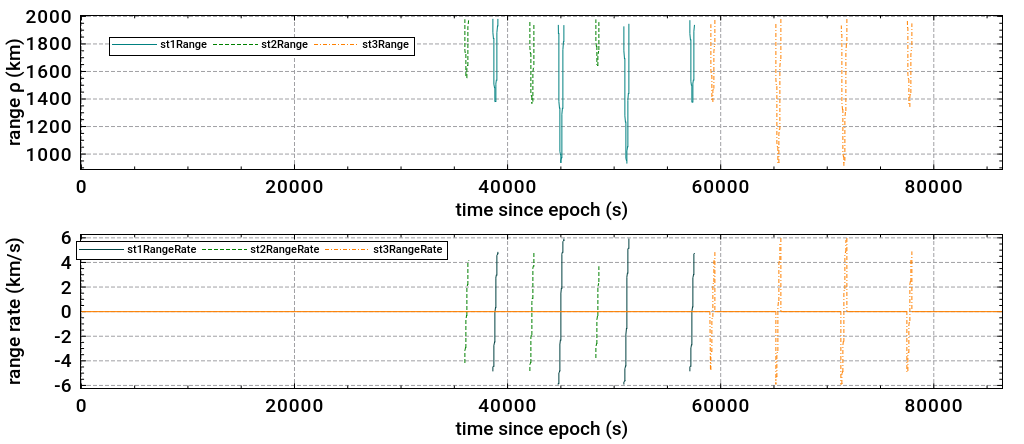 2000
1800
1600
1400
1200
1000
range ρ (km)
st1Range st2Range st3Range
0 20000 40000 60000 80000
time since epoch (s)
6
4
2
0
-2
-4
-6
range rate (km/s)
st1RangeRate st2RangeRate st3RangeRate
0 20000 40000 60000 80000
time since epoch (s)